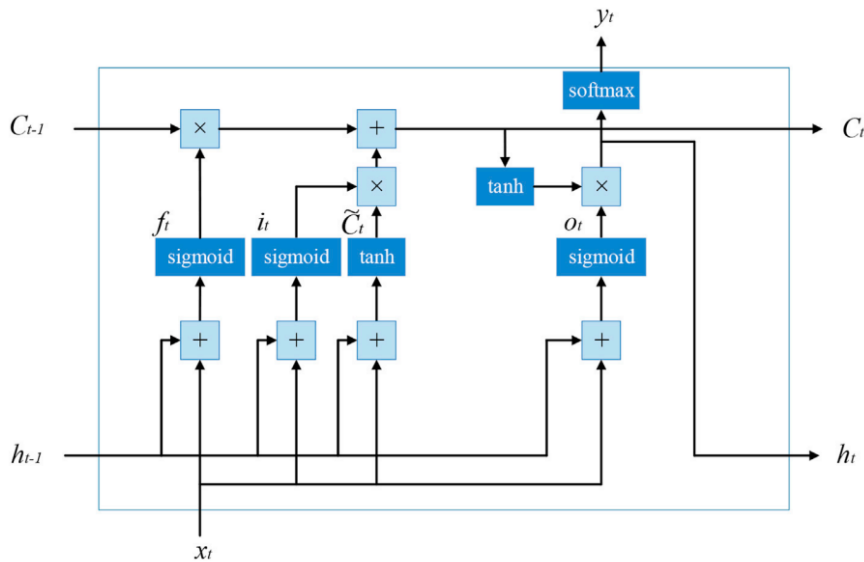 yt
softmax
Ct-1
×
+
Ct
tanh
×
×
ft
it
C̃t
ot
sigmoid
sigmoid
tanh
sigmoid
+
+
+
+
ht-1
ht
xt